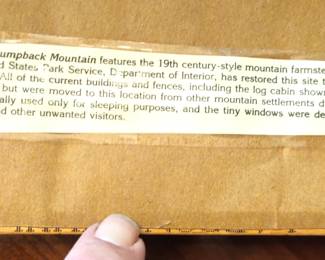 umpback Mountain features the 19th century-style mountain farmste
d States Park Service, Department of Interior, has restored this site t
All of the current buildings and fences, including the log cabin shown
but were moved to this location from other mountain settlements d
ally used only for sleeping purposes, and the tiny windows were de
d other unwanted visitors.